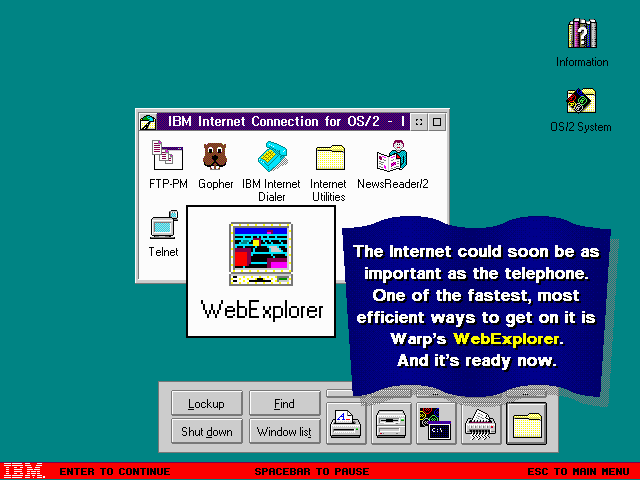 Information
OS/2 System
IBM Internet Connection for OS/2 - I
FTP-PM
Gopher
IBM Internet
Dialer
Internet
Utilities
NewsReader/2
Telnet
WebExplorer
The Internet could soon be as
important as the telephone.
One of the fastest, most
efficient ways to get on it is
Warp's WebExplorer.
And it's ready now.
Lockup
Find
Shut down
Window list
C:\
IBM.
ENTER TO CONTINUE
SPACEBAR TO PAUSE
ESC TO MAIN MENU